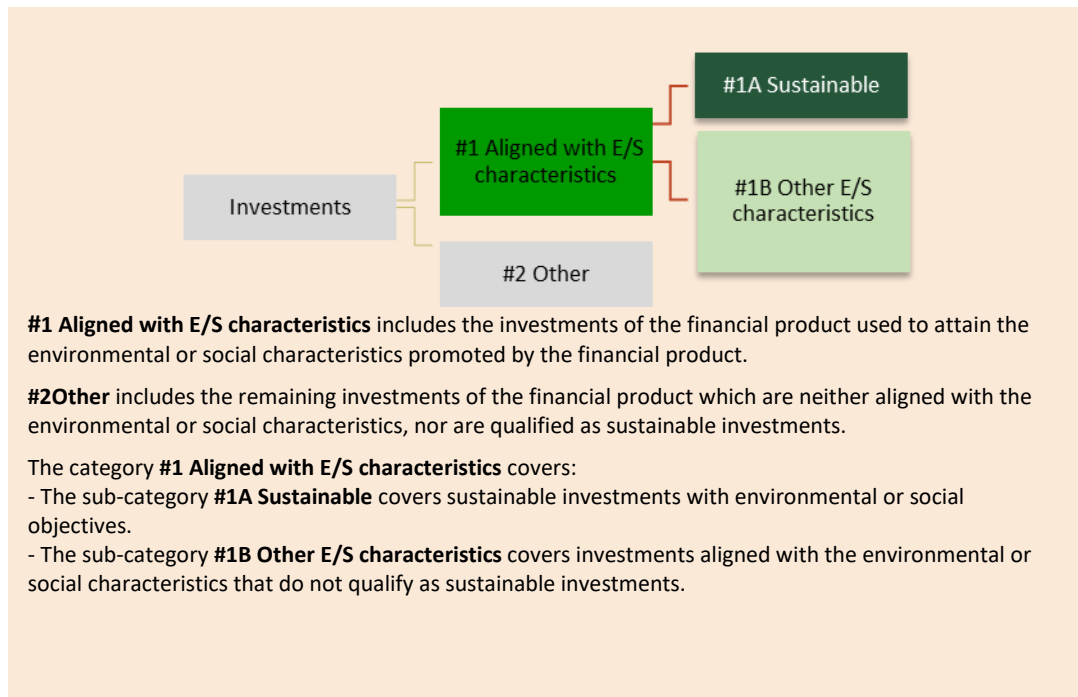 #1A Sustainable
#1 Aligned with E/S
characteristics
#1B Other E/S
characteristics
Investments
#2 Other
#1 Aligned with E/S characteristics includes the investments of the financial product used to attain the
environmental or social characteristics promoted by the financial product.
#2Other includes the remaining investments of the financial product which are neither aligned with the
environmental or social characteristics, nor are qualified as sustainable investments.
The category #1 Aligned with E/S characteristics covers:
- The sub-category #1A Sustainable covers sustainable investments with environmental or social
objectives.
- The sub-category #1B Other E/S characteristics covers investments aligned with the environmental or
social characteristics that do not qualify as sustainable investments.